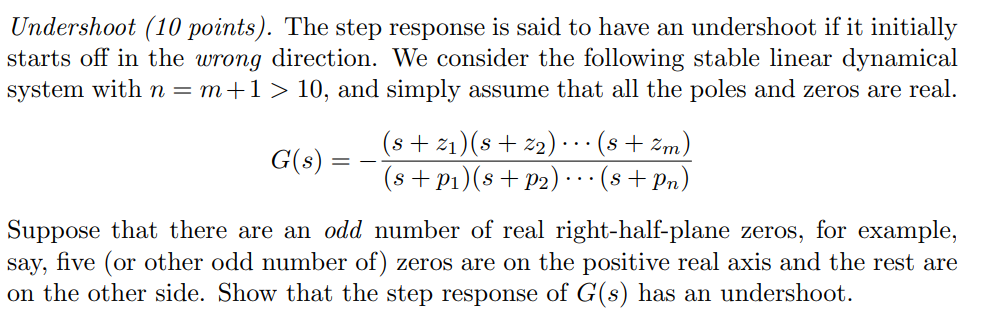 Undershoot (10 points). The step response is said to have an undershoot if it initially
starts off in the wrong direction. We consider the following stable linear dynamical
system with n = m+1 > 10, and simply assume that all the poles and zeros are real.
G(s) = −\frac{(s + z_1)(s + z_2) ⋯ (s + z_m)}{(s + p_1)(s + p_2) ⋯ (s + p_n)}
Suppose that there are an odd number of real right-half-plane zeros, for example,
say, five (or other odd number of) zeros are on the positive real axis and the rest are
on the other side. Show that the step response of G(s) has an undershoot.